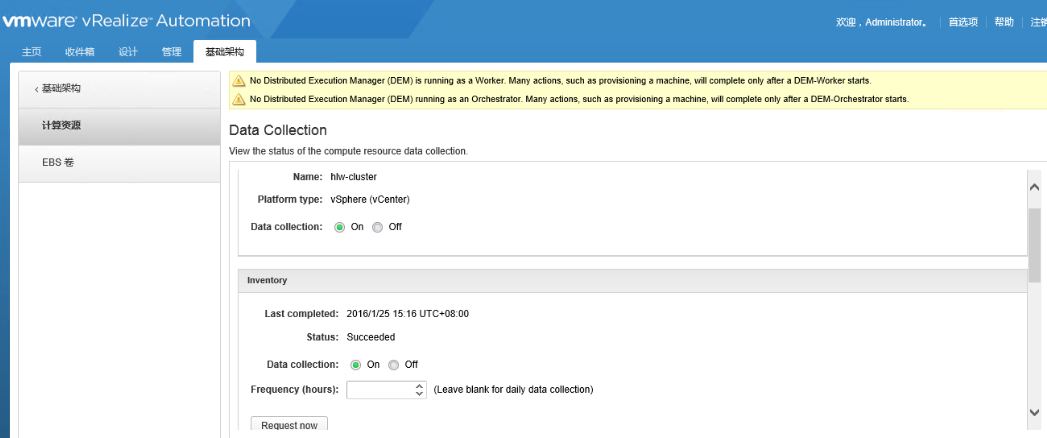 vmware vRealize Automation
欢迎，Administrator。 首选项 帮助 注销
主页 收件箱 设计 管理 基础架构
‹ 基础架构
计算资源
EBS 卷
No Distributed Execution Manager (DEM) is running as a Worker. Many actions, such as provisioning a machine, will complete only after a DEM-Worker starts.
No Distributed Execution Manager (DEM) running as an Orchestrator. Many actions, such as provisioning a machine, will complete only after a DEM-Orchestrator starts.
Data Collection
View the status of the compute resource data collection.
Name: hlw-cluster
Platform type: vSphere (vCenter)
Data collection: On Off
Inventory
Last completed: 2016/1/25 15:16 UTC+08:00
Status: Succeeded
Data collection: On Off
Frequency (hours): (Leave blank for daily data collection)
Request now